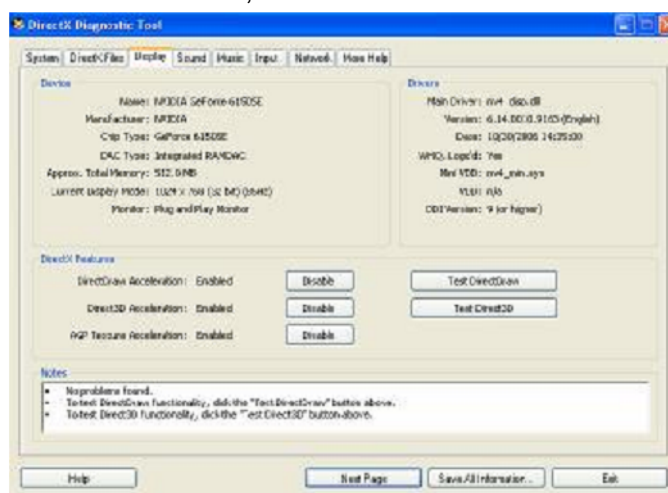 DirectX Diagnostic Tool
System DirectX Files Display Sound Music Input Network More Help
Device
Name: NVIDIA GeForce 6150SE
Manufacturer: NVIDIA
Chip Type: GeForce 6150SE
DAC Type: Integrated RAMDAC
Approx. Total Memory: 512.0 MB
Current Display Mode: 1024 x 768 (32 bit)
Monitor: Plug and Play Monitor
Drivers
Main Driver: nv4_disp.dll
Version: 6.14.0010.9163 (English)
Date: 10/20/2006 14:35:00
WHQL Logo'd: Yes
Mini VDD: nv4_mini.sys
VDD: n/a
DDI Version: 9 (or higher)
DirectX Features
DirectDraw Acceleration: Enabled Disable Test DirectDraw
Direct3D Acceleration: Enabled Disable Test Direct3D
AGP Texture Acceleration: Enabled Disable
Notes
No problems found.
To test DirectDraw functionality, click the "Test DirectDraw" button above.
To test Direct3D functionality, click the "Test Direct3D" button above.
Help Next Page Save All Information... Exit